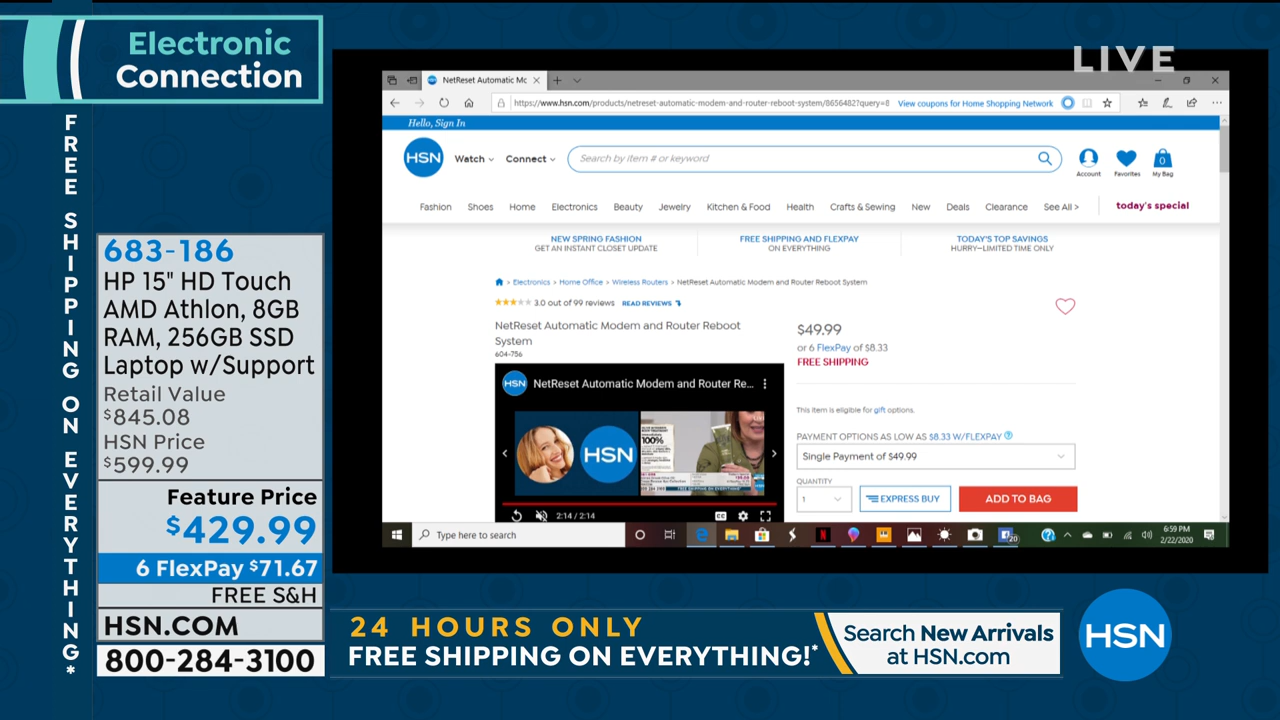 Electronic
Connection
FREE SHIPPING ON EVERYTHING!*
683-186
HP 15" HD Touch
AMD Athlon, 8GB
RAM, 256GB SSD
Laptop w/Support
Retail Value
$845.08
HSN Price
$599.99
Feature Price
$429.99
6 FlexPay $71.67
FREE S&H
HSN.COM
800-284-3100
LIVE
NetReset Automatic Mc
https://www.hsn.com/products/netreset-automatic-modem-and-router-reboot-system/8656482?query=8
View coupons for Home Shopping Network
Hello, Sign In
HSN
Watch
Connect
Search by item # or keyword
Account
Favorites
0
My Bag
Fashion Shoes Home Electronics Beauty Jewelry Kitchen & Food Health Crafts & Sewing New Deals Clearance See All > today's special
NEW SPRING FASHION
GET AN INSTANT CLOSET UPDATE
FREE SHIPPING AND FLEXPAY
ON EVERYTHING
TODAY'S TOP SAVINGS
HURRY—LIMITED TIME ONLY
> Electronics > Home Office > Wireless Routers > NetReset Automatic Modem and Router Reboot System
3.0 out of 99 reviews READ REVIEWS
NetReset Automatic Modem and Router Reboot
System
604-756
$49.99
or 6 FlexPay of $8.33
FREE SHIPPING
HSN NetReset Automatic Modem and Router Re...
HSN
100%
2:14 / 2:14
CC
This item is eligible for gift options.
PAYMENT OPTIONS AS LOW AS $8.33 W/FLEXPAY
Single Payment of $49.99
QUANTITY
1
EXPRESS BUY
ADD TO BAG
Type here to search
20
6:59 PM
2/22/2020
24 HOURS ONLY
FREE SHIPPING ON EVERYTHING!*
Search New Arrivals
at HSN.com
HSN